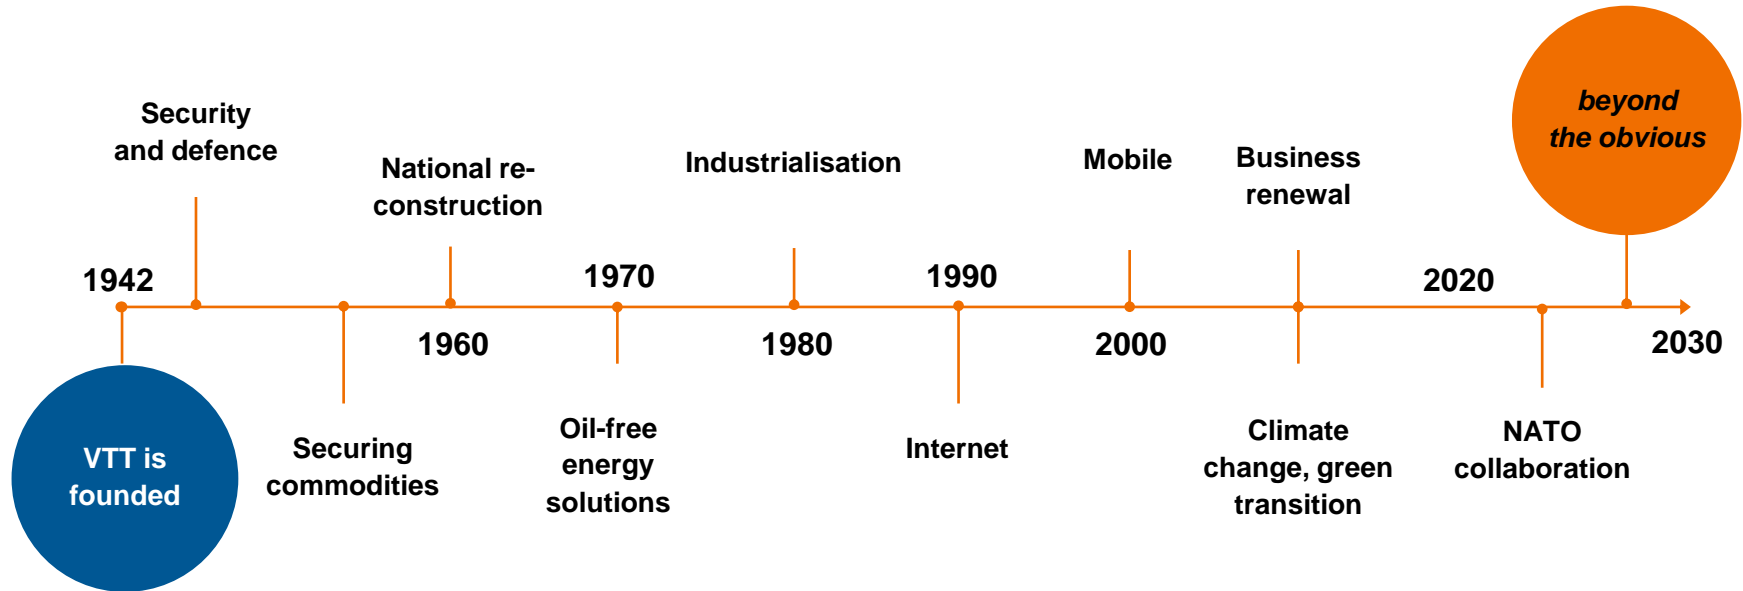 Security
and defence
National re-
construction
Industrialisation
Mobile
Business
renewal
beyond
the obvious
1942
1970
1990
2020
1960
1980
2000
2030
VTT is
founded
Securing
commodities
Oil-free
energy
solutions
Internet
Climate
change, green
transition
NATO
collaboration